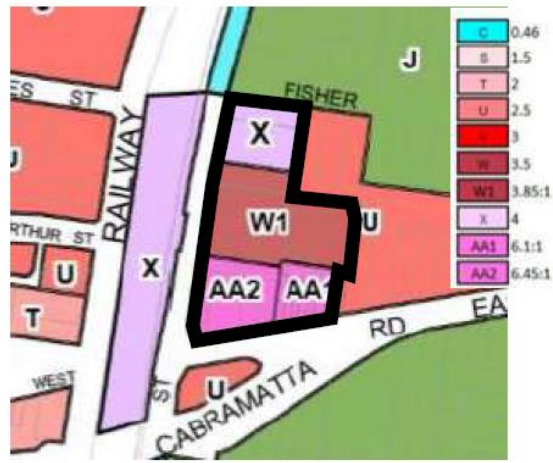 J
FISHER
ES ST
RAILWAY
X
W1
U
RTHUR ST
X
U
AA2
AA1
T
RD
EA
WEST
ST
U
CABRAMATTA
C 0.46
S 1.5
T 2
U 2.5
3
W 3.5
W1 3.85:1
X 4
AA1 6.1:1
AA2 6.45:1